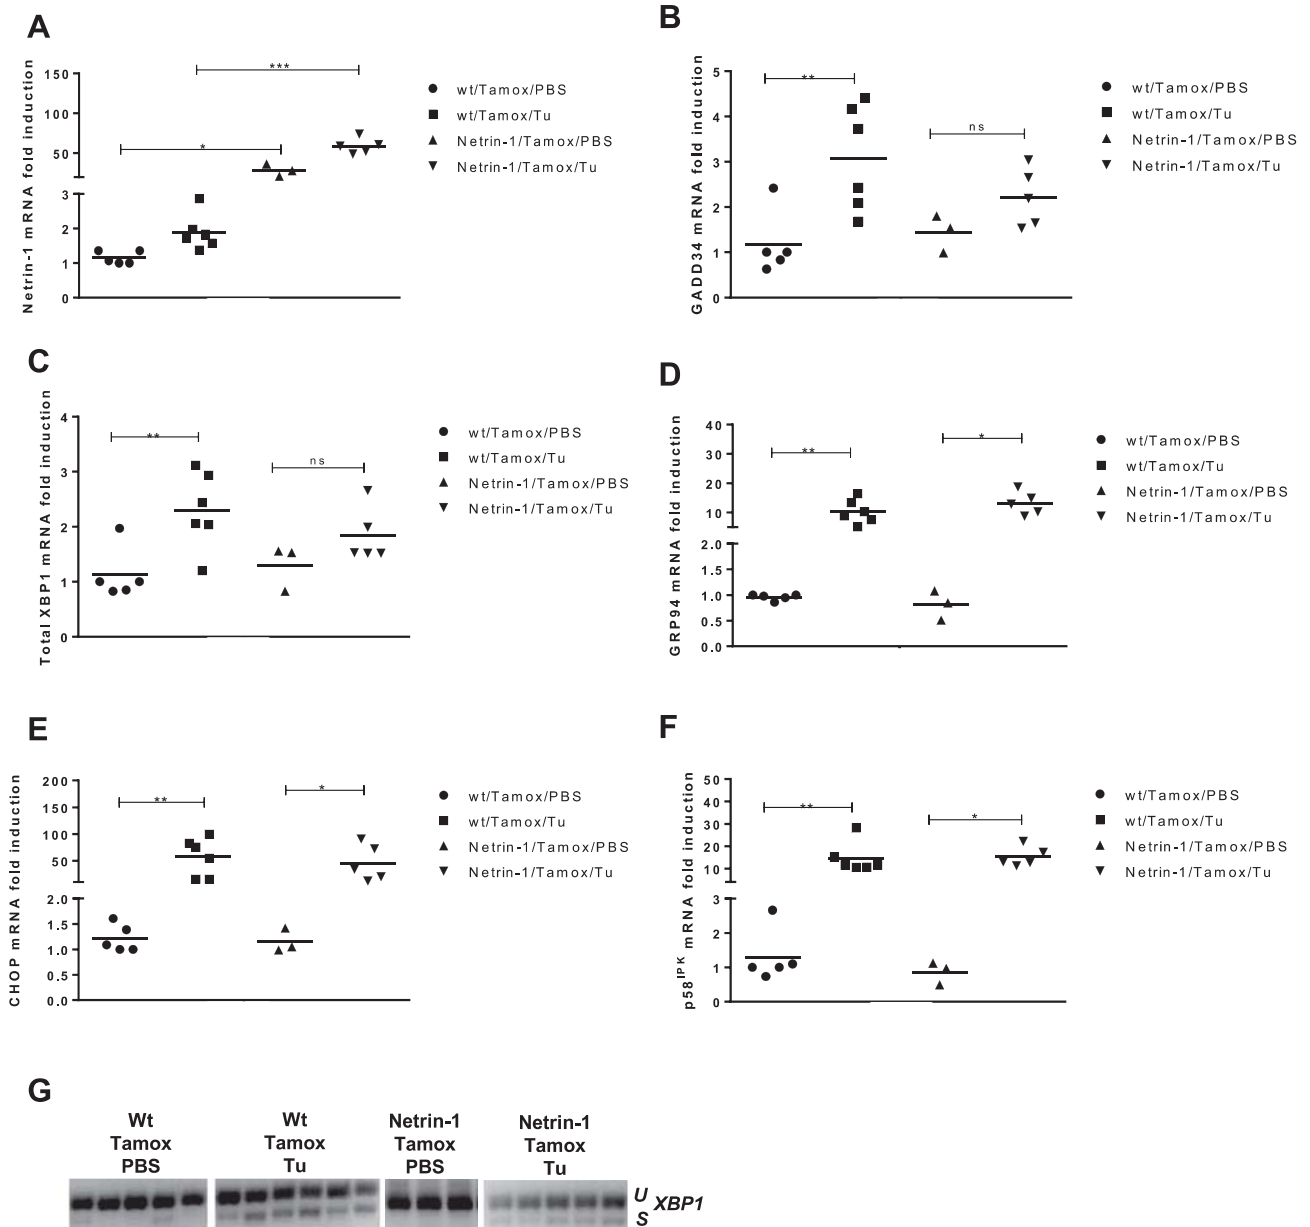 A
Netrin-1 mRNA fold induction
150
100
50
3
2
1
0
*
***
wt/Tamox/PBS
wt/Tamox/Tu
Netrin-1/Tamox/PBS
Netrin-1/Tamox/Tu
B
GADD34 mRNA fold induction
5
4
3
2
1
0
**
ns
wt/Tamox/PBS
wt/Tamox/Tu
Netrin-1/Tamox/PBS
Netrin-1/Tamox/Tu
C
Total XBP1 mRNA fold induction
4
3
2
1
0
**
ns
wt/Tamox/PBS
wt/Tamox/Tu
Netrin-1/Tamox/PBS
Netrin-1/Tamox/Tu
D
GRP94 mRNA fold induction
40
30
20
10
2.0
1.5
1.0
0.5
0.0
**
*
wt/Tamox/PBS
wt/Tamox/Tu
Netrin-1/Tamox/PBS
Netrin-1/Tamox/Tu
E
CHOP mRNA fold induction
200
150
100
50
2.0
1.5
1.0
0.5
0.0
**
*
wt/Tamox/PBS
wt/Tamox/Tu
Netrin-1/Tamox/PBS
Netrin-1/Tamox/Tu
F
p58IPK mRNA fold induction
50
40
30
20
10
3
2
1
0
**
*
wt/Tamox/PBS
wt/Tamox/Tu
Netrin-1/Tamox/PBS
Netrin-1/Tamox/Tu
G
Wt
Tamox
PBS
Wt
Tamox
Tu
Netrin-1
Tamox
PBS
Netrin-1
Tamox
Tu
U
S
XBP1